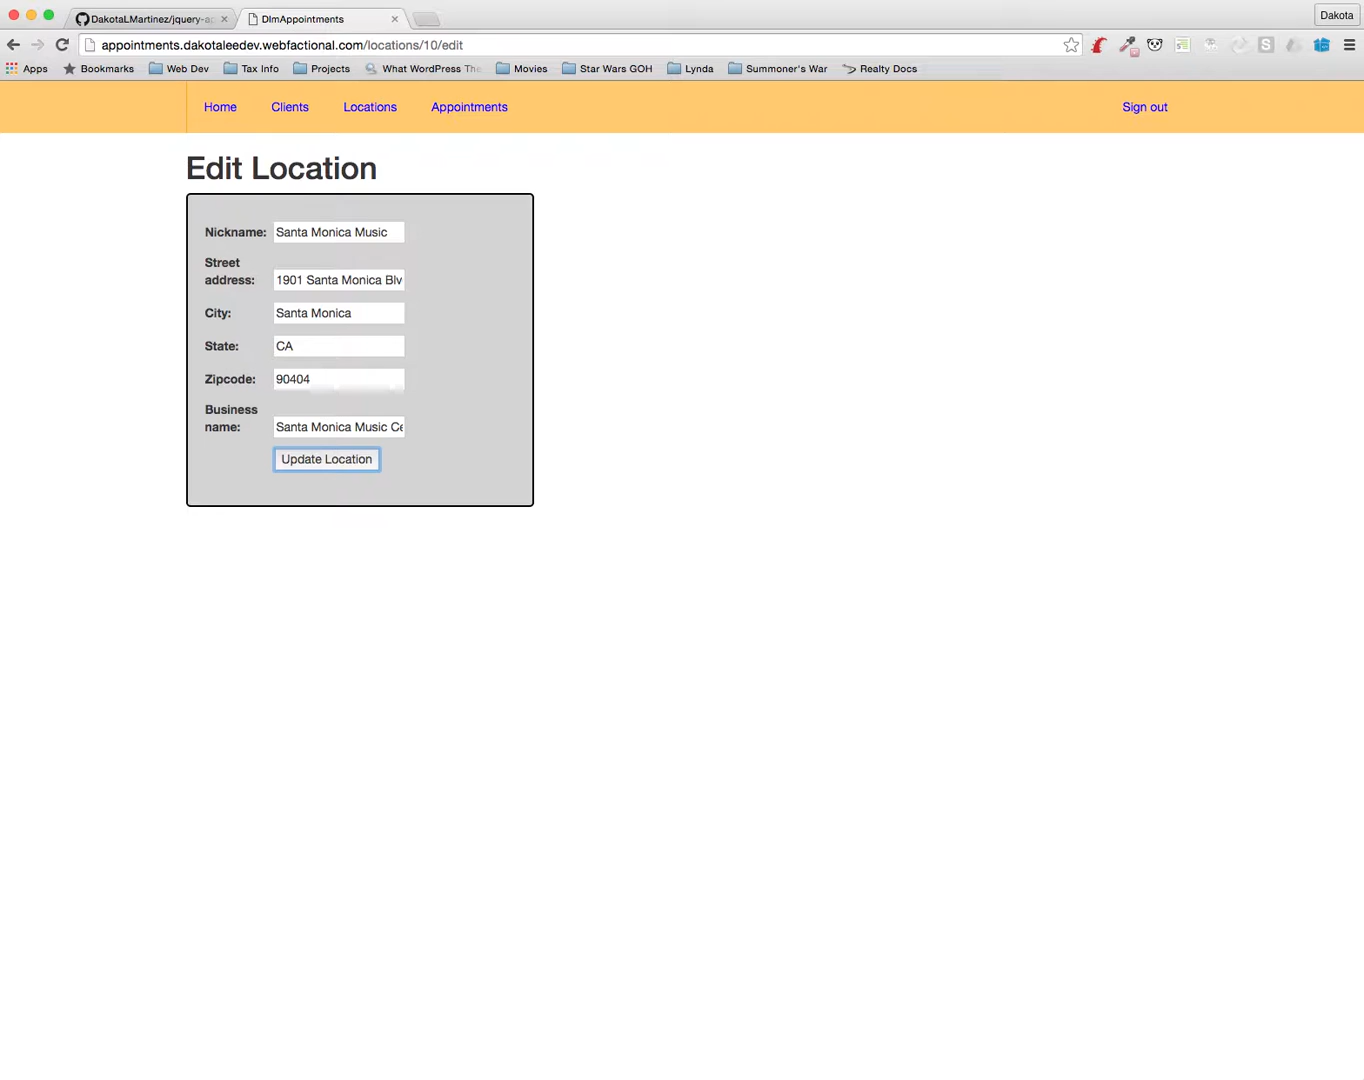 DakotaLMartinez/jquery-ap
DlmAppointments
Dakota
appointments.dakotaleedev.webfactional.com/locations/10/edit
Apps Bookmarks Web Dev Tax Info Projects What WordPress The Movies Star Wars GOH Lynda Summoner's War Realty Docs
Home Clients Locations Appointments Sign out
Edit Location
Nickname: Santa Monica Music
Street
address: 1901 Santa Monica Blv
City: Santa Monica
State: CA
Zipcode: 90404
Business
name: Santa Monica Music Ce
Update Location